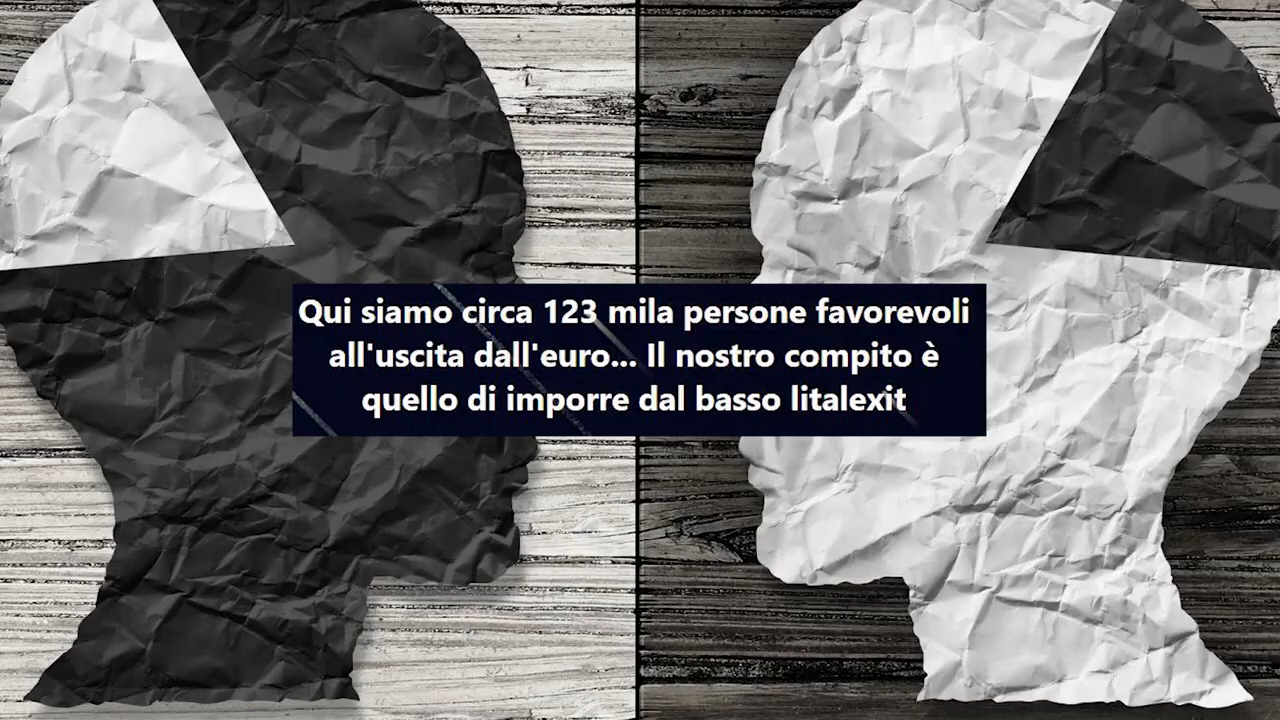 Qui siamo circa 123 mila persone favorevoli
all'uscita dall'euro... Il nostro compito è
quello di imporre dal basso litalexit